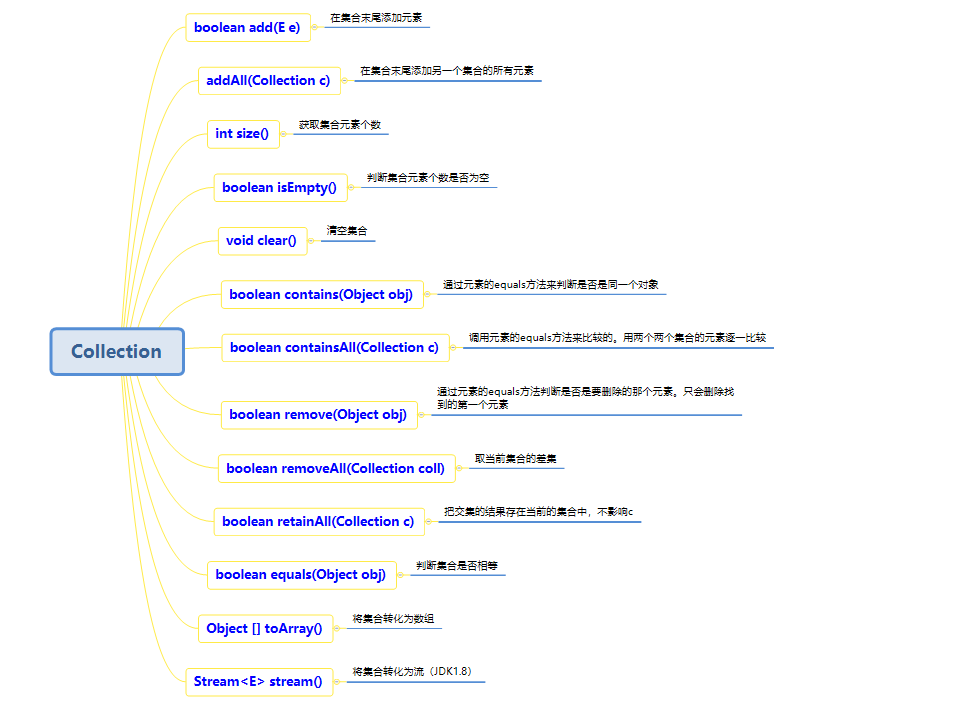 boolean add(E e)
在集合末尾添加元素
addAll(Collection c)
在集合末尾添加另一个集合的所有元素
int size()
获取集合元素个数
boolean isEmpty()
判断集合元素个数是否为空
void clear()
清空集合
boolean contains(Object obj)
通过元素的equals方法来判断是否是同一个对象
boolean containsAll(Collection c)
调用元素的equals方法来比较的。用两个两个集合的元素逐一比较
Collection
boolean remove(Object obj)
通过元素的equals方法判断是否是要删除的那个元素。只会删除找
到的第一个元素
boolean removeAll(Collection coll)
取当前集合的差集
boolean retainAll(Collection c)
把交集的结果存在当前的集合中，不影响c
boolean equals(Object obj)
判断集合是否相等
Object [] toArray()
将集合转化为数组
Stream<E> stream()
将集合转化为流（JDK1.8）